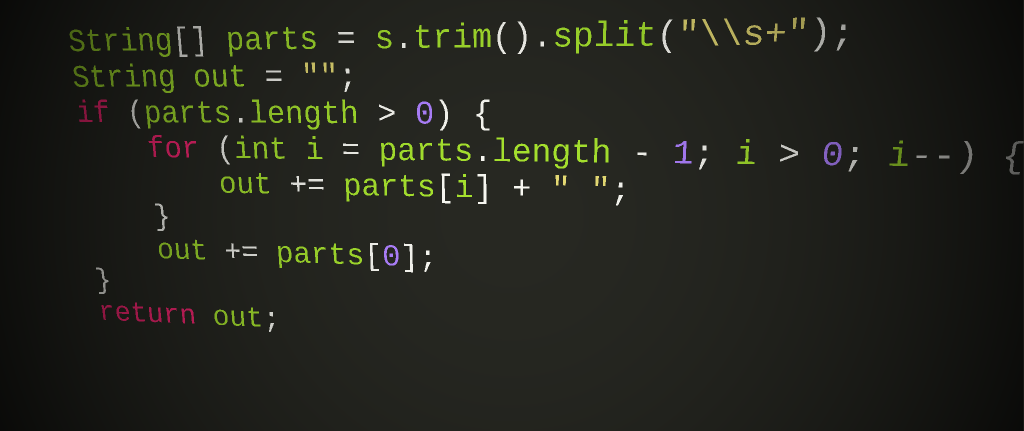 String[] parts = s.trim().split("\\s+");
String out = "";
if (parts.length > 0) {
    for (int i = parts.length - 1; i > 0; i--) {
        out += parts[i] + " ";
    }
    out += parts[0];
}
return out;